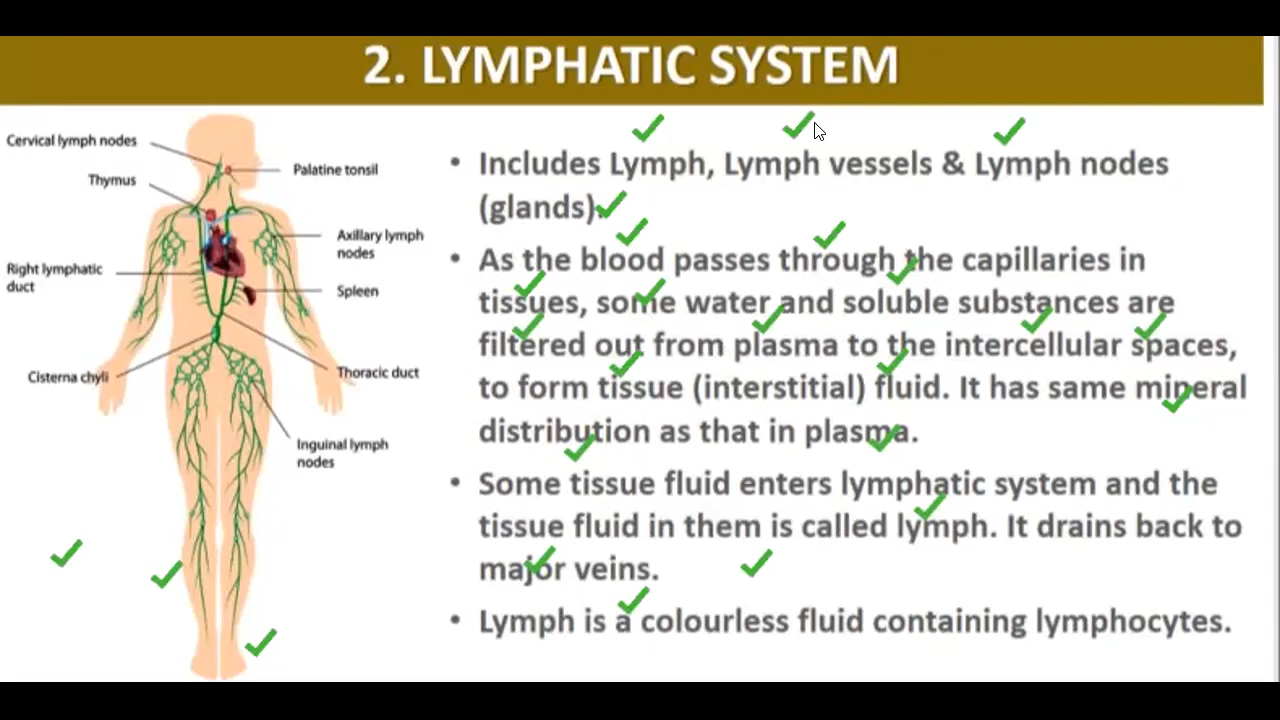 2. LYMPHATIC SYSTEM
Cervical lymph nodes
Thymus
Palatine tonsil
Axillary lymph
nodes
Right lymphatic
duct
Spleen
Cisterna chyli
Thoracic duct
Inguinal lymph
nodes
• Includes Lymph, Lymph vessels & Lymph nodes
(glands).
• As the blood passes through the capillaries in
tissues, some water and soluble substances are
filtered out from plasma to the intercellular spaces,
to form tissue (interstitial) fluid. It has same mineral
distribution as that in plasma.
• Some tissue fluid enters lymphatic system and the
tissue fluid in them is called lymph. It drains back to
major veins.
• Lymph is a colourless fluid containing lymphocytes.